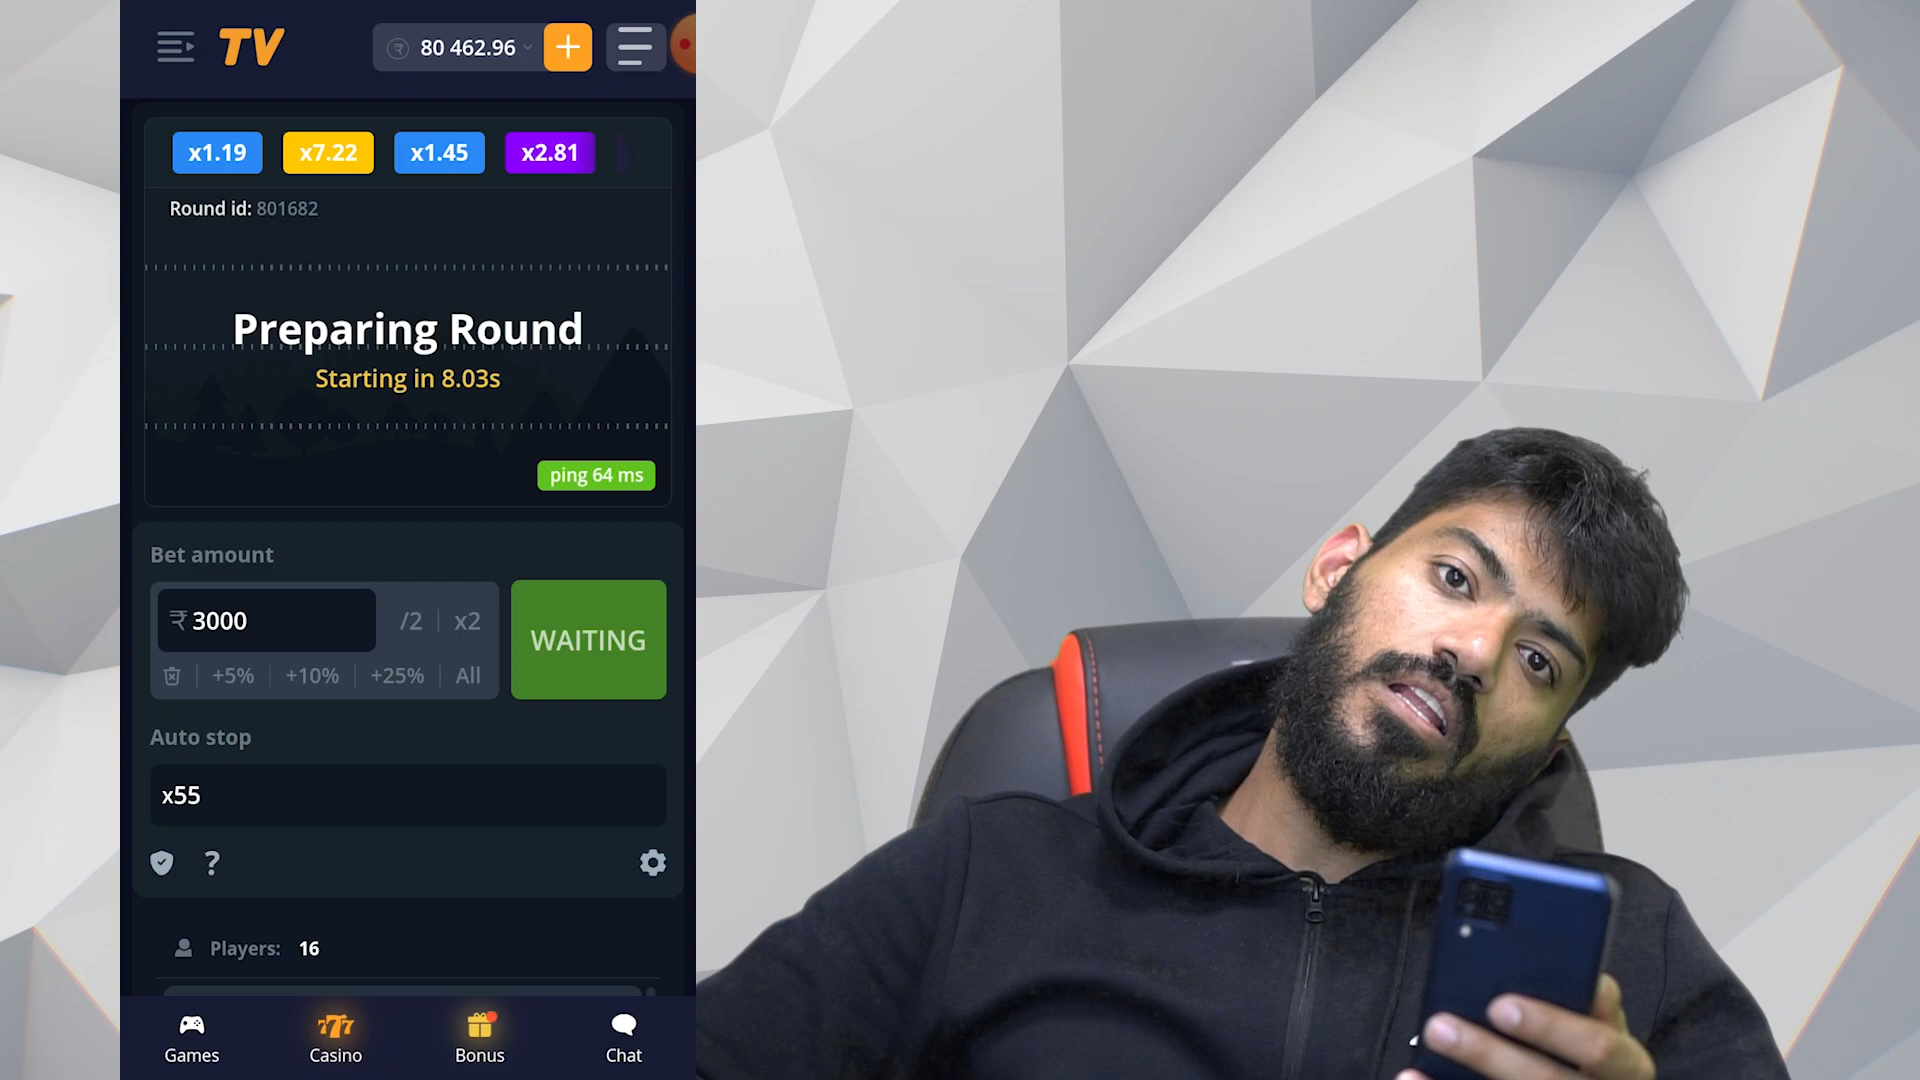 TV
₹ 80 462.96
x1.19 x7.22 x1.45 x2.81
Round id: 801682
Preparing Round
Starting in 8.03s
ping 64 ms
Bet amount
₹ 3000 /2 x2
WAITING
+5% +10% +25% All
Auto stop
x55
?
Players: 16
777
Games Casino Bonus Chat